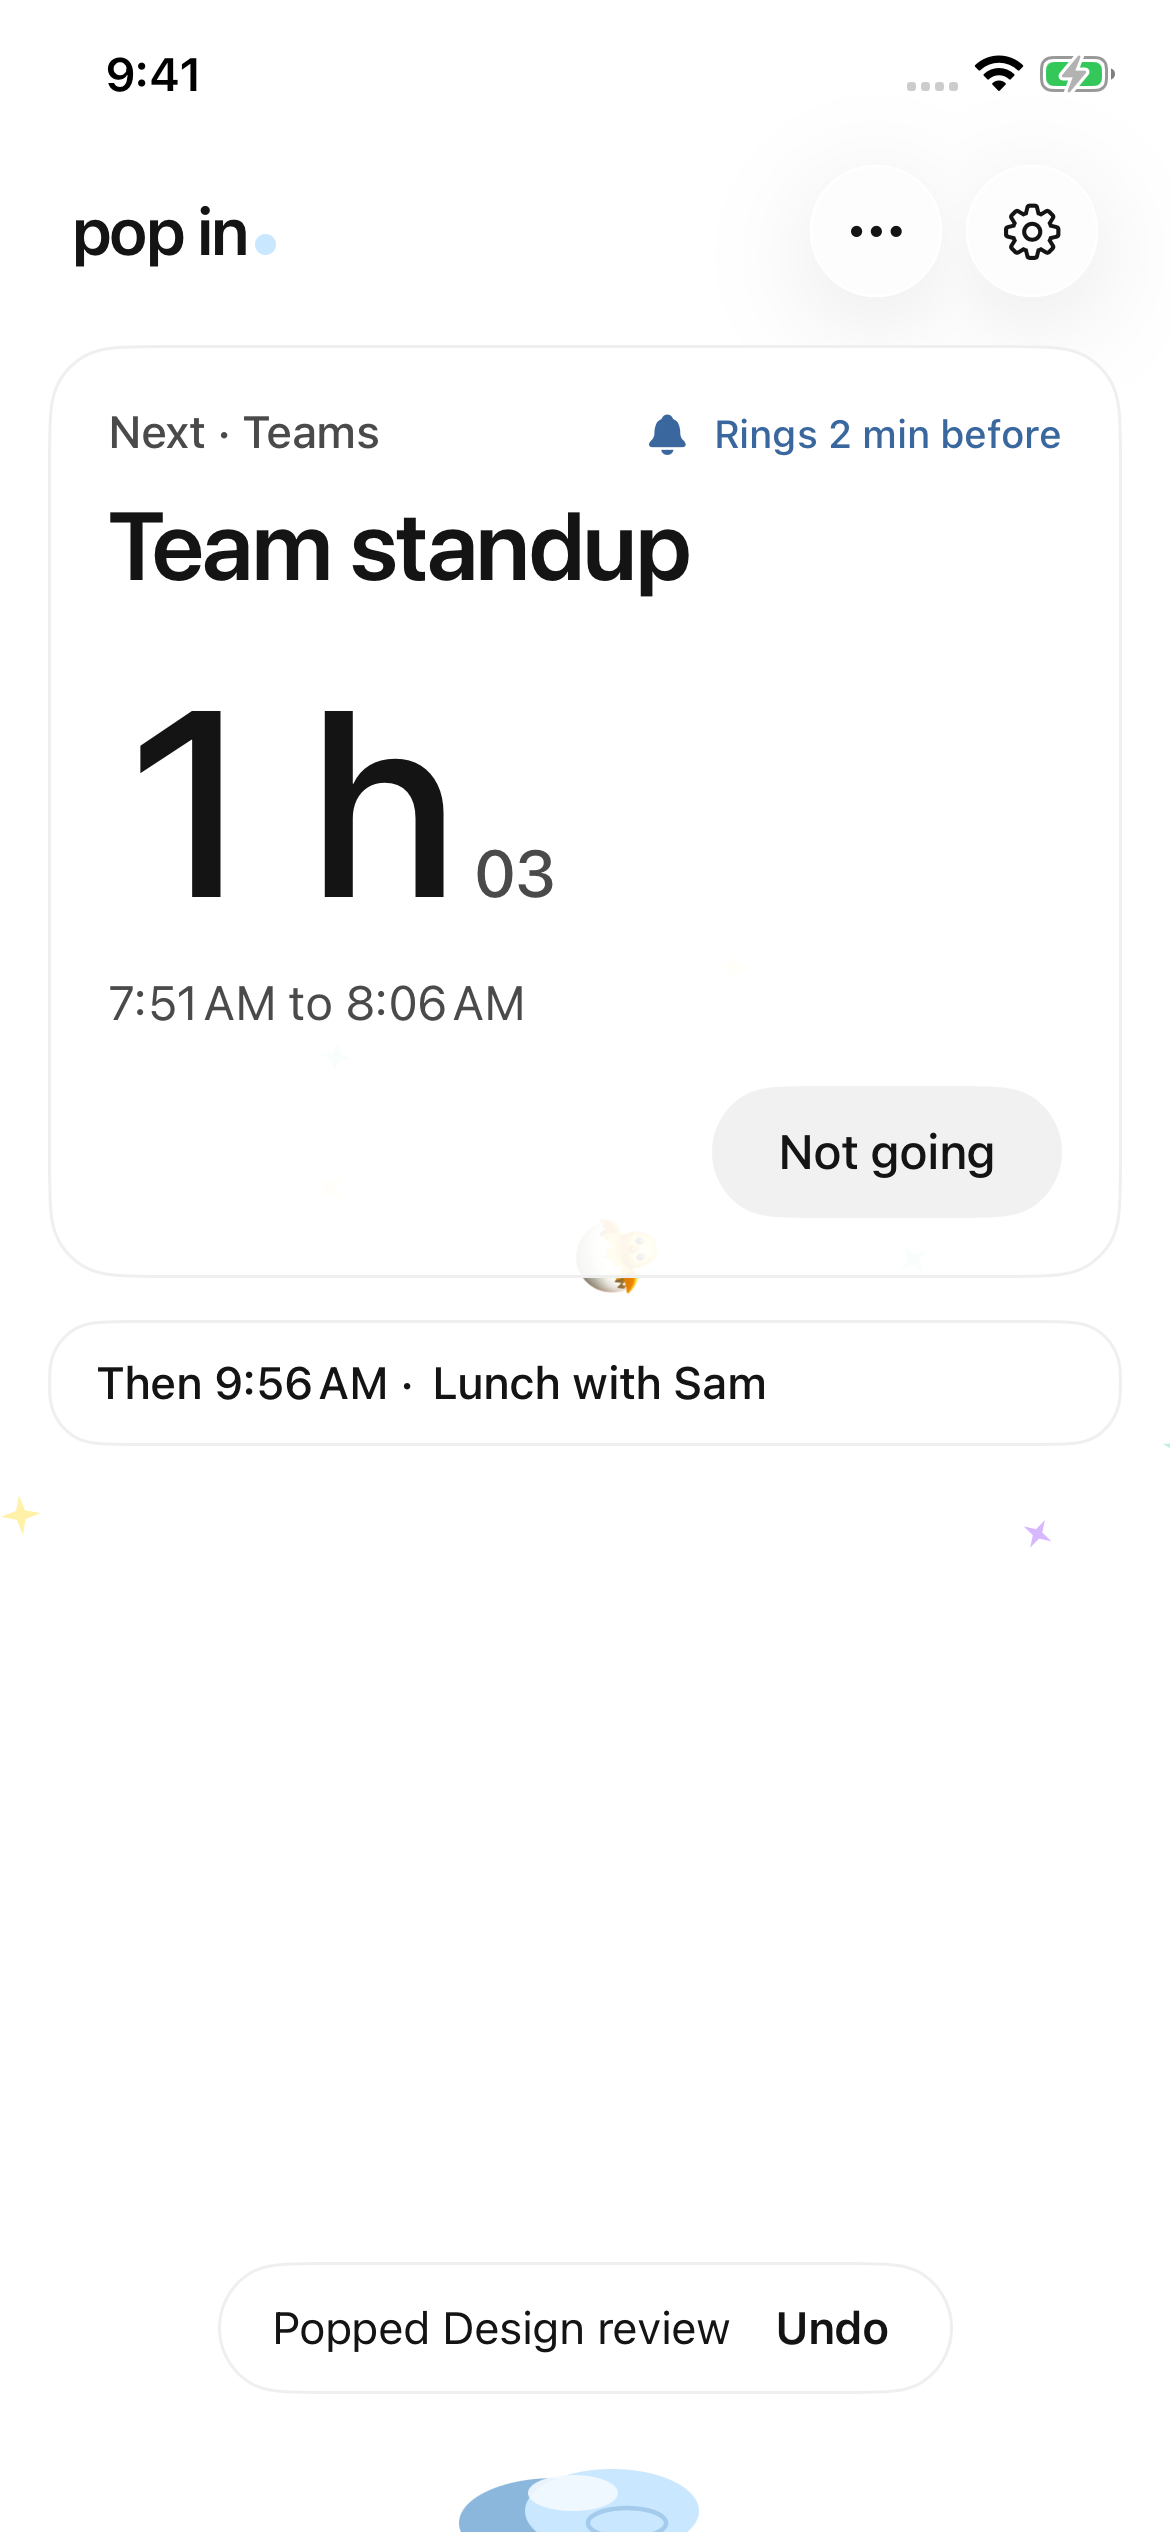 9:41
pop in
Next · Teams
Rings 2 min before
Team standup
1 h 03
7:51 AM to 8:06 AM
Not going
Then 9:56 AM · Lunch with Sam
Popped Design review Undo